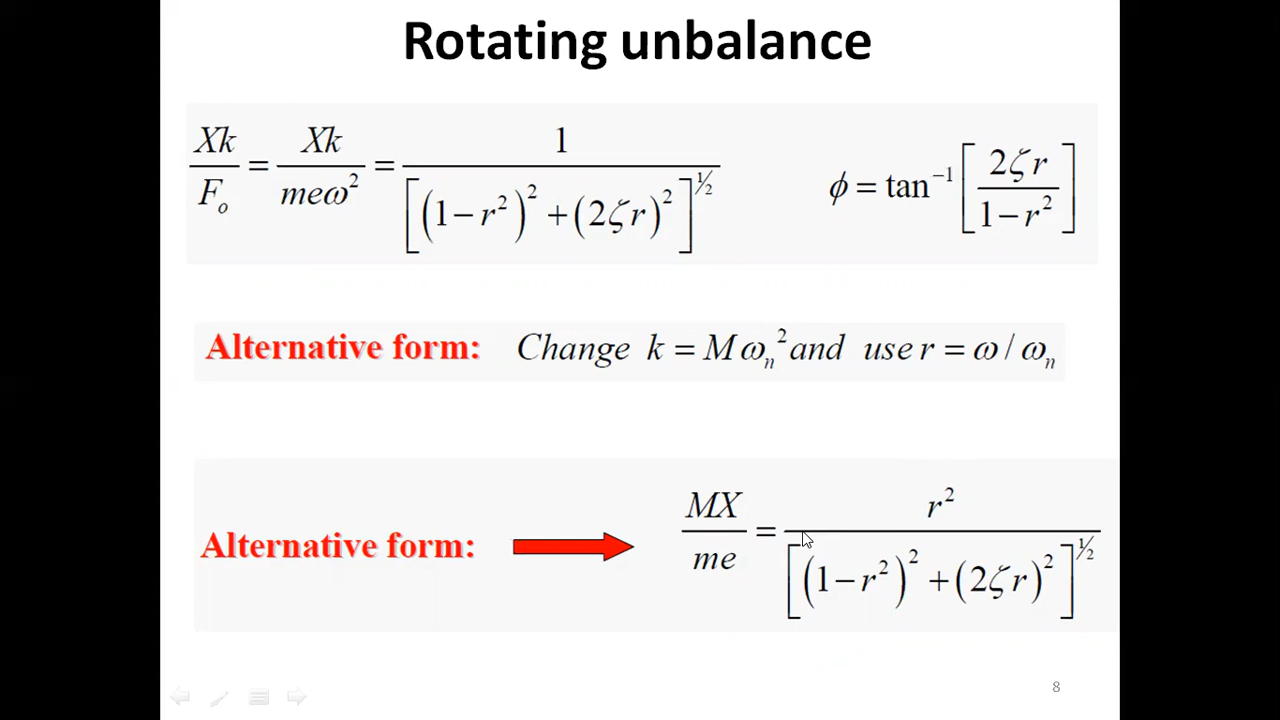 Rotating unbalance
Xk/F_o = Xk/meω² = 1/[(1−r²)²+(2ζr)²]^½
ϕ = tan⁻¹[2ζr/1−r²]
Alternative form: Change k = Mω_n² and use r = ω/ω_n
Alternative form: MX/me = r²/[(1−r²)²+(2ζr)²]^½
8